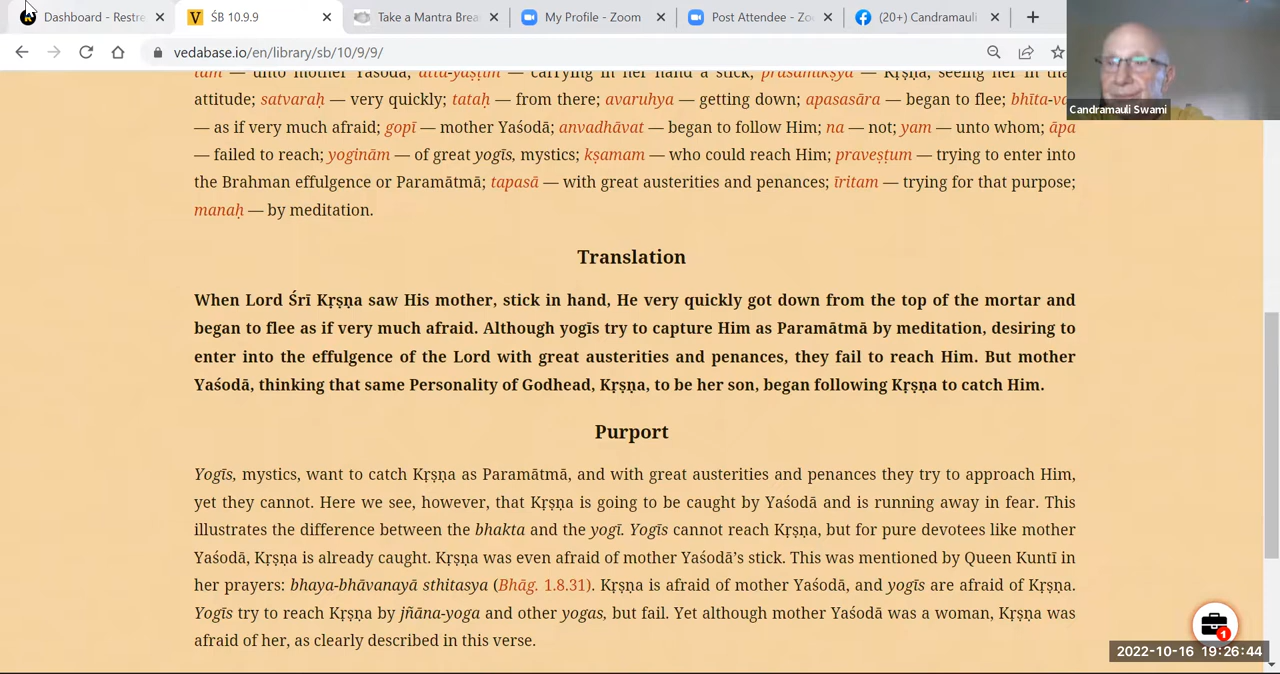 Dashboard - Restre
ŚB 10.9.9
Take a Mantra Brea
My Profile - Zoom
Post Attendee - Zo
(20+) Candramauli
vedabase.io/en/library/sb/10/9/9/
Candramauli Swami
tam — unto mother Yaśodā; ātta-yaṣṭim — carrying in her hand a stick; prasamīkṣya — Kṛṣṇa, seeing her in that
attitude; satvaraḥ — very quickly; tataḥ — from there; avaruhya — getting down; apasasāra — began to flee; bhīta-va
— as if very much afraid; gopī — mother Yaśodā; anvadhāvat — began to follow Him; na — not; yam — unto whom; āpa
— failed to reach; yoginām — of great yogīs, mystics; kṣamam — who could reach Him; praveṣṭum — trying to enter into
the Brahman effulgence or Paramātmā; tapasā — with great austerities and penances; īritam — trying for that purpose;
manaḥ — by meditation.
Translation
When Lord Śrī Kṛṣṇa saw His mother, stick in hand, He very quickly got down from the top of the mortar and
began to flee as if very much afraid. Although yogīs try to capture Him as Paramātmā by meditation, desiring to
enter into the effulgence of the Lord with great austerities and penances, they fail to reach Him. But mother
Yaśodā, thinking that same Personality of Godhead, Kṛṣṇa, to be her son, began following Kṛṣṇa to catch Him.
Purport
Yogīs, mystics, want to catch Kṛṣṇa as Paramātmā, and with great austerities and penances they try to approach Him,
yet they cannot. Here we see, however, that Kṛṣṇa is going to be caught by Yaśodā and is running away in fear. This
illustrates the difference between the bhakta and the yogī. Yogīs cannot reach Kṛṣṇa, but for pure devotees like mother
Yaśodā, Kṛṣṇa is already caught. Kṛṣṇa was even afraid of mother Yaśodā’s stick. This was mentioned by Queen Kuntī in
her prayers: bhaya-bhāvanayā sthitasya (Bhāg. 1.8.31). Kṛṣṇa is afraid of mother Yaśodā, and yogīs are afraid of Kṛṣṇa.
Yogīs try to reach Kṛṣṇa by jñāna-yoga and other yogas, but fail. Yet although mother Yaśodā was a woman, Kṛṣṇa was
afraid of her, as clearly described in this verse.
1
2022-10-16 19:26:44